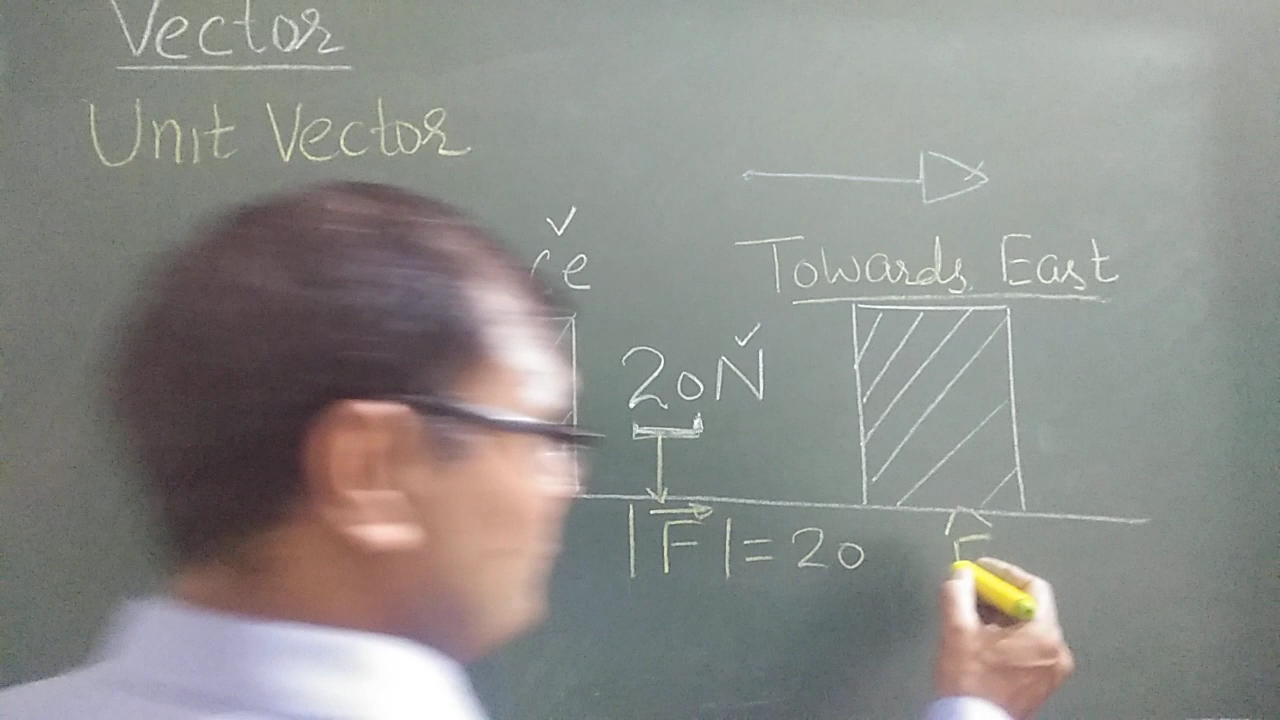 Vector
Unit Vector
Towards East
20N
|F⃗| = 20
F̂